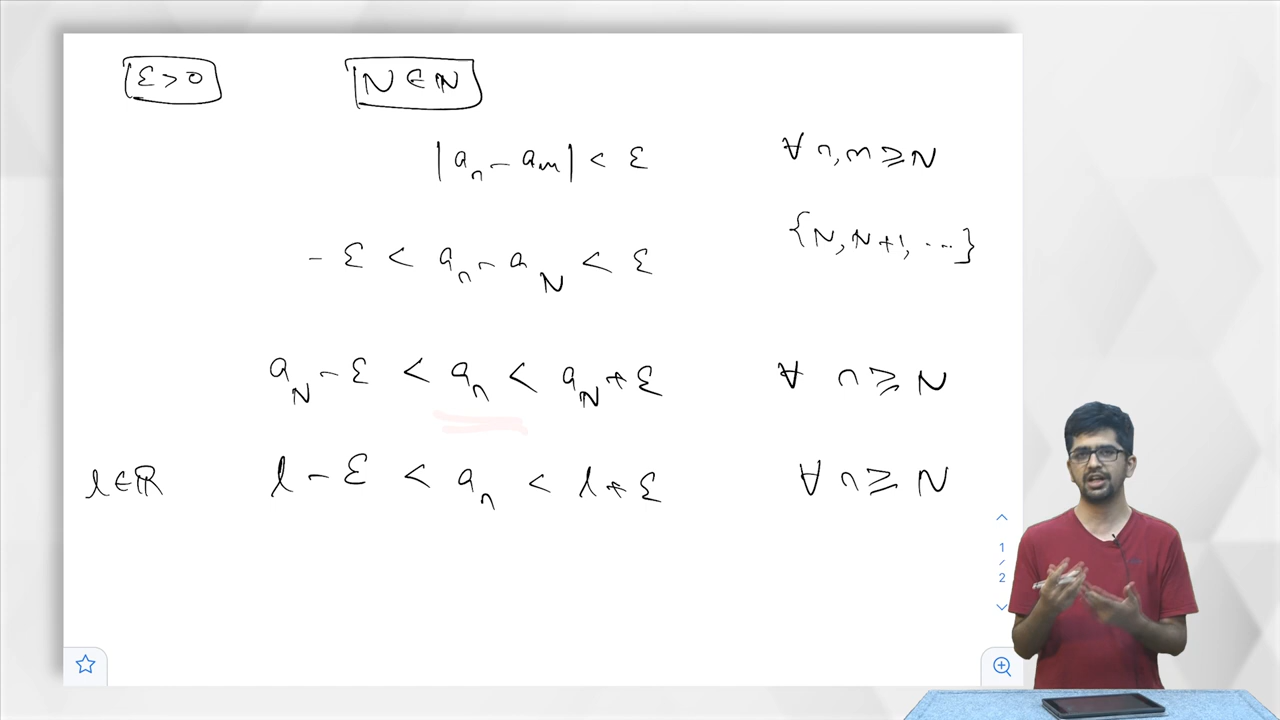 ε>0 N∈ℕ
|aₙ - aₘ| < ε ∀ n,m ⩾ N
{N, N+1, ...}
- ε < aₙ - a_N < ε
a_N - ε < aₙ < a_N + ε ∀ n ⩾ N
l∈ℝ l - ε < aₙ < l + ε ∀ n ⩾ N
1
/
2